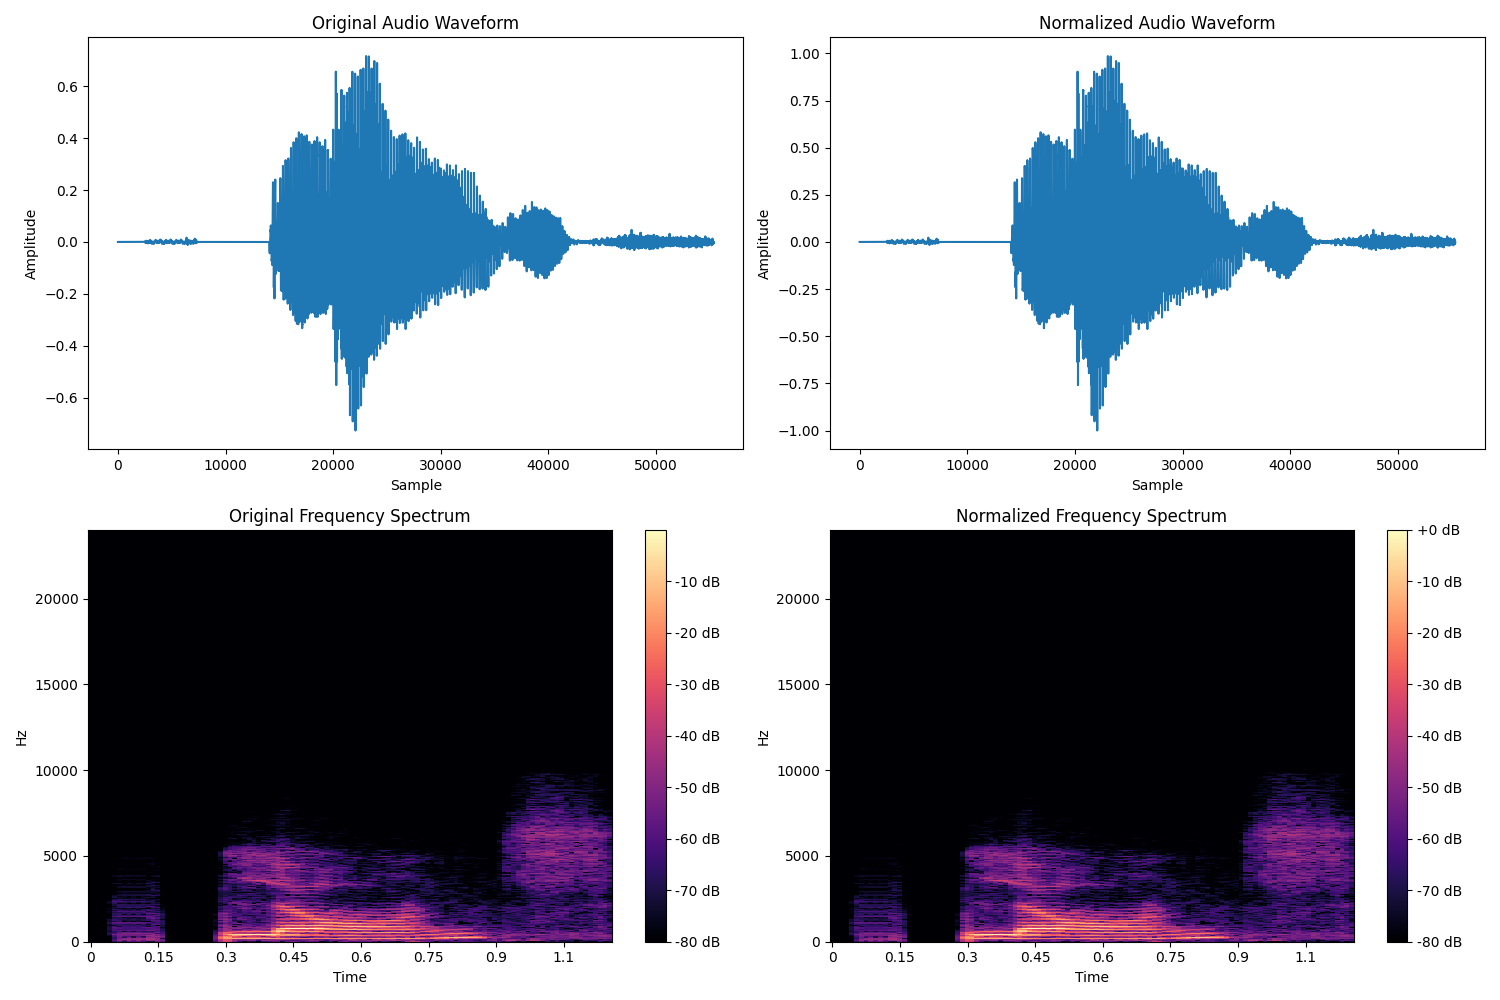 Original Audio Waveform
Amplitude
0.6
0.4
0.2
0.0
−0.2
−0.4
−0.6
0 10000 20000 30000 40000 50000
Sample
Normalized Audio Waveform
Amplitude
1.00
0.75
0.50
0.25
0.00
−0.25
−0.50
−0.75
−1.00
0 10000 20000 30000 40000 50000
Sample
Original Frequency Spectrum
Hz
20000
15000
10000
5000
0
0 0.15 0.3 0.45 0.6 0.75 0.9 1.1
Time
-10 dB
-20 dB
-30 dB
-40 dB
-50 dB
-60 dB
-70 dB
-80 dB
Normalized Frequency Spectrum
Hz
20000
15000
10000
5000
0
0 0.15 0.3 0.45 0.6 0.75 0.9 1.1
Time
+0 dB
-10 dB
-20 dB
-30 dB
-40 dB
-50 dB
-60 dB
-70 dB
-80 dB